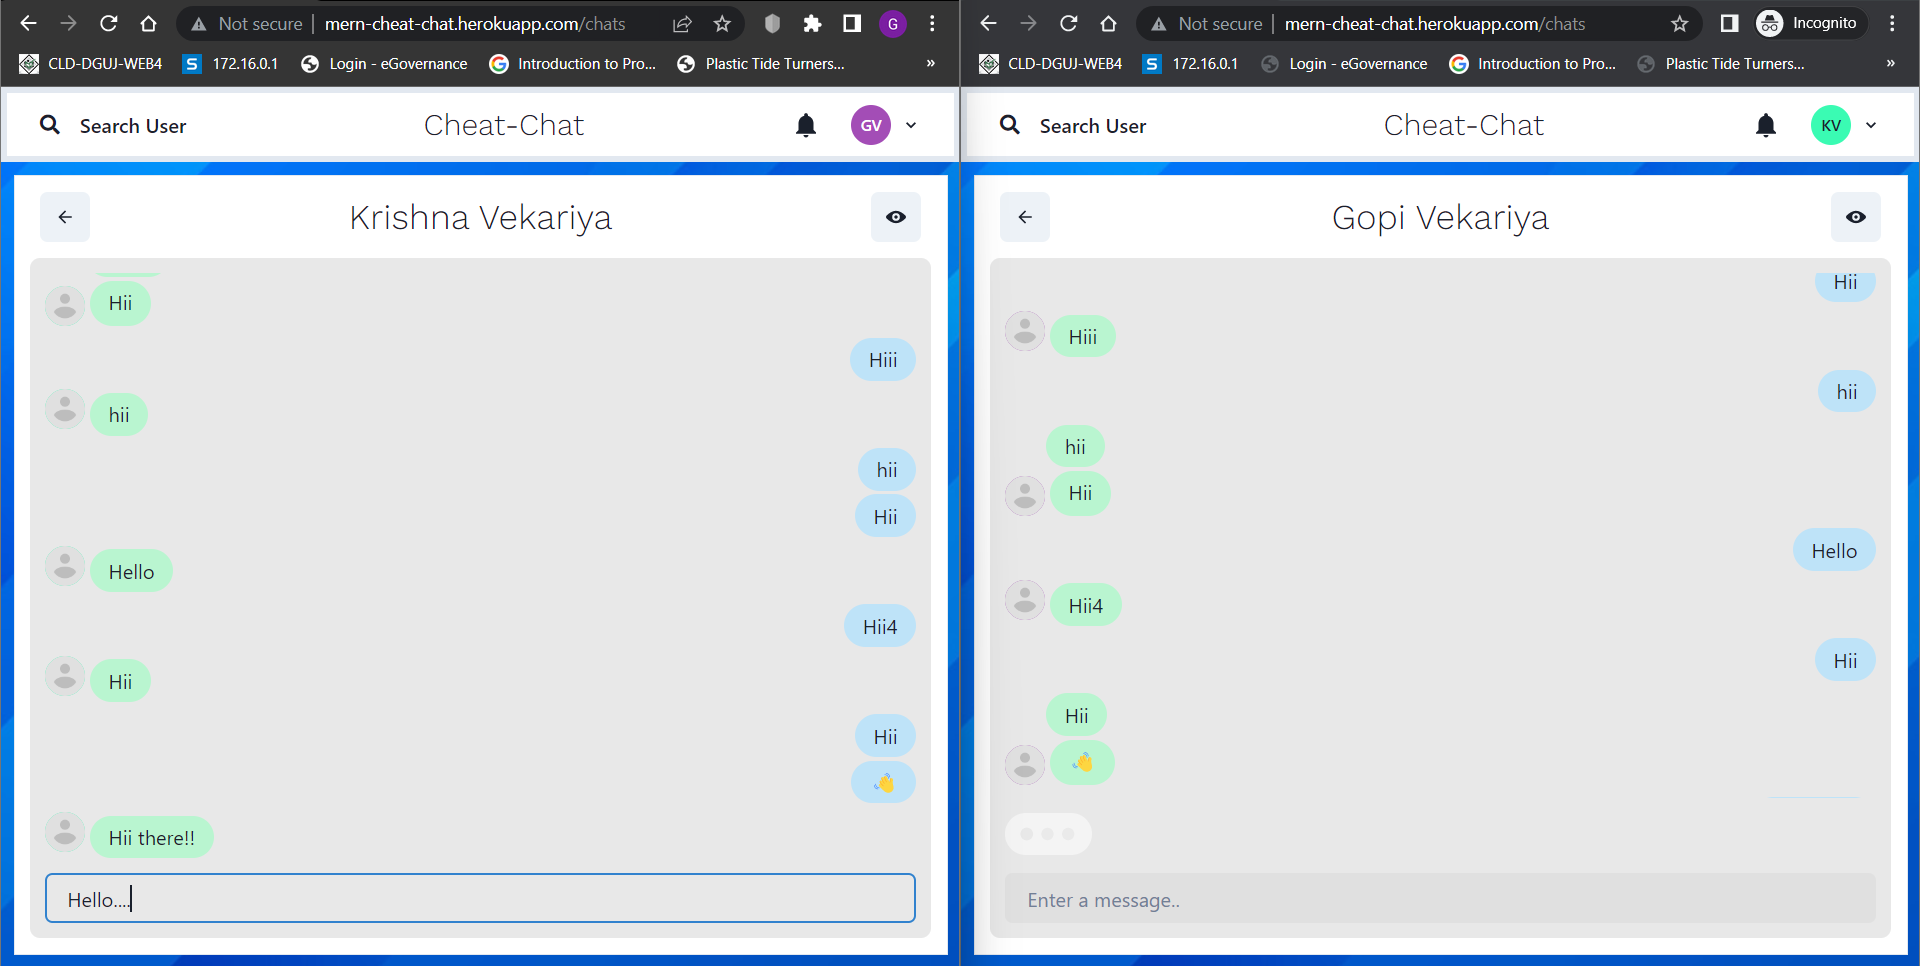 Not secure | mern-cheat-chat.herokuapp.com/chats
G
CLD-DGUJ-WEB4
S 172.16.0.1
Login - eGovernance
G Introduction to Pro...
Plastic Tide Turners...
»
Search User
Cheat-Chat
GV
Krishna Vekariya
Hii
Hiii
hii
hii
Hii
Hello
Hii4
Hii
Hii
👋
Hii there!!
Hello....
Not secure | mern-cheat-chat.herokuapp.com/chats
Incognito
CLD-DGUJ-WEB4
S 172.16.0.1
Login - eGovernance
G Introduction to Pro...
Plastic Tide Turners...
»
Search User
Cheat-Chat
KV
Gopi Vekariya
Hii
Hiii
hii
hii
Hii
Hello
Hii4
Hii
Hii
👋
Enter a message..